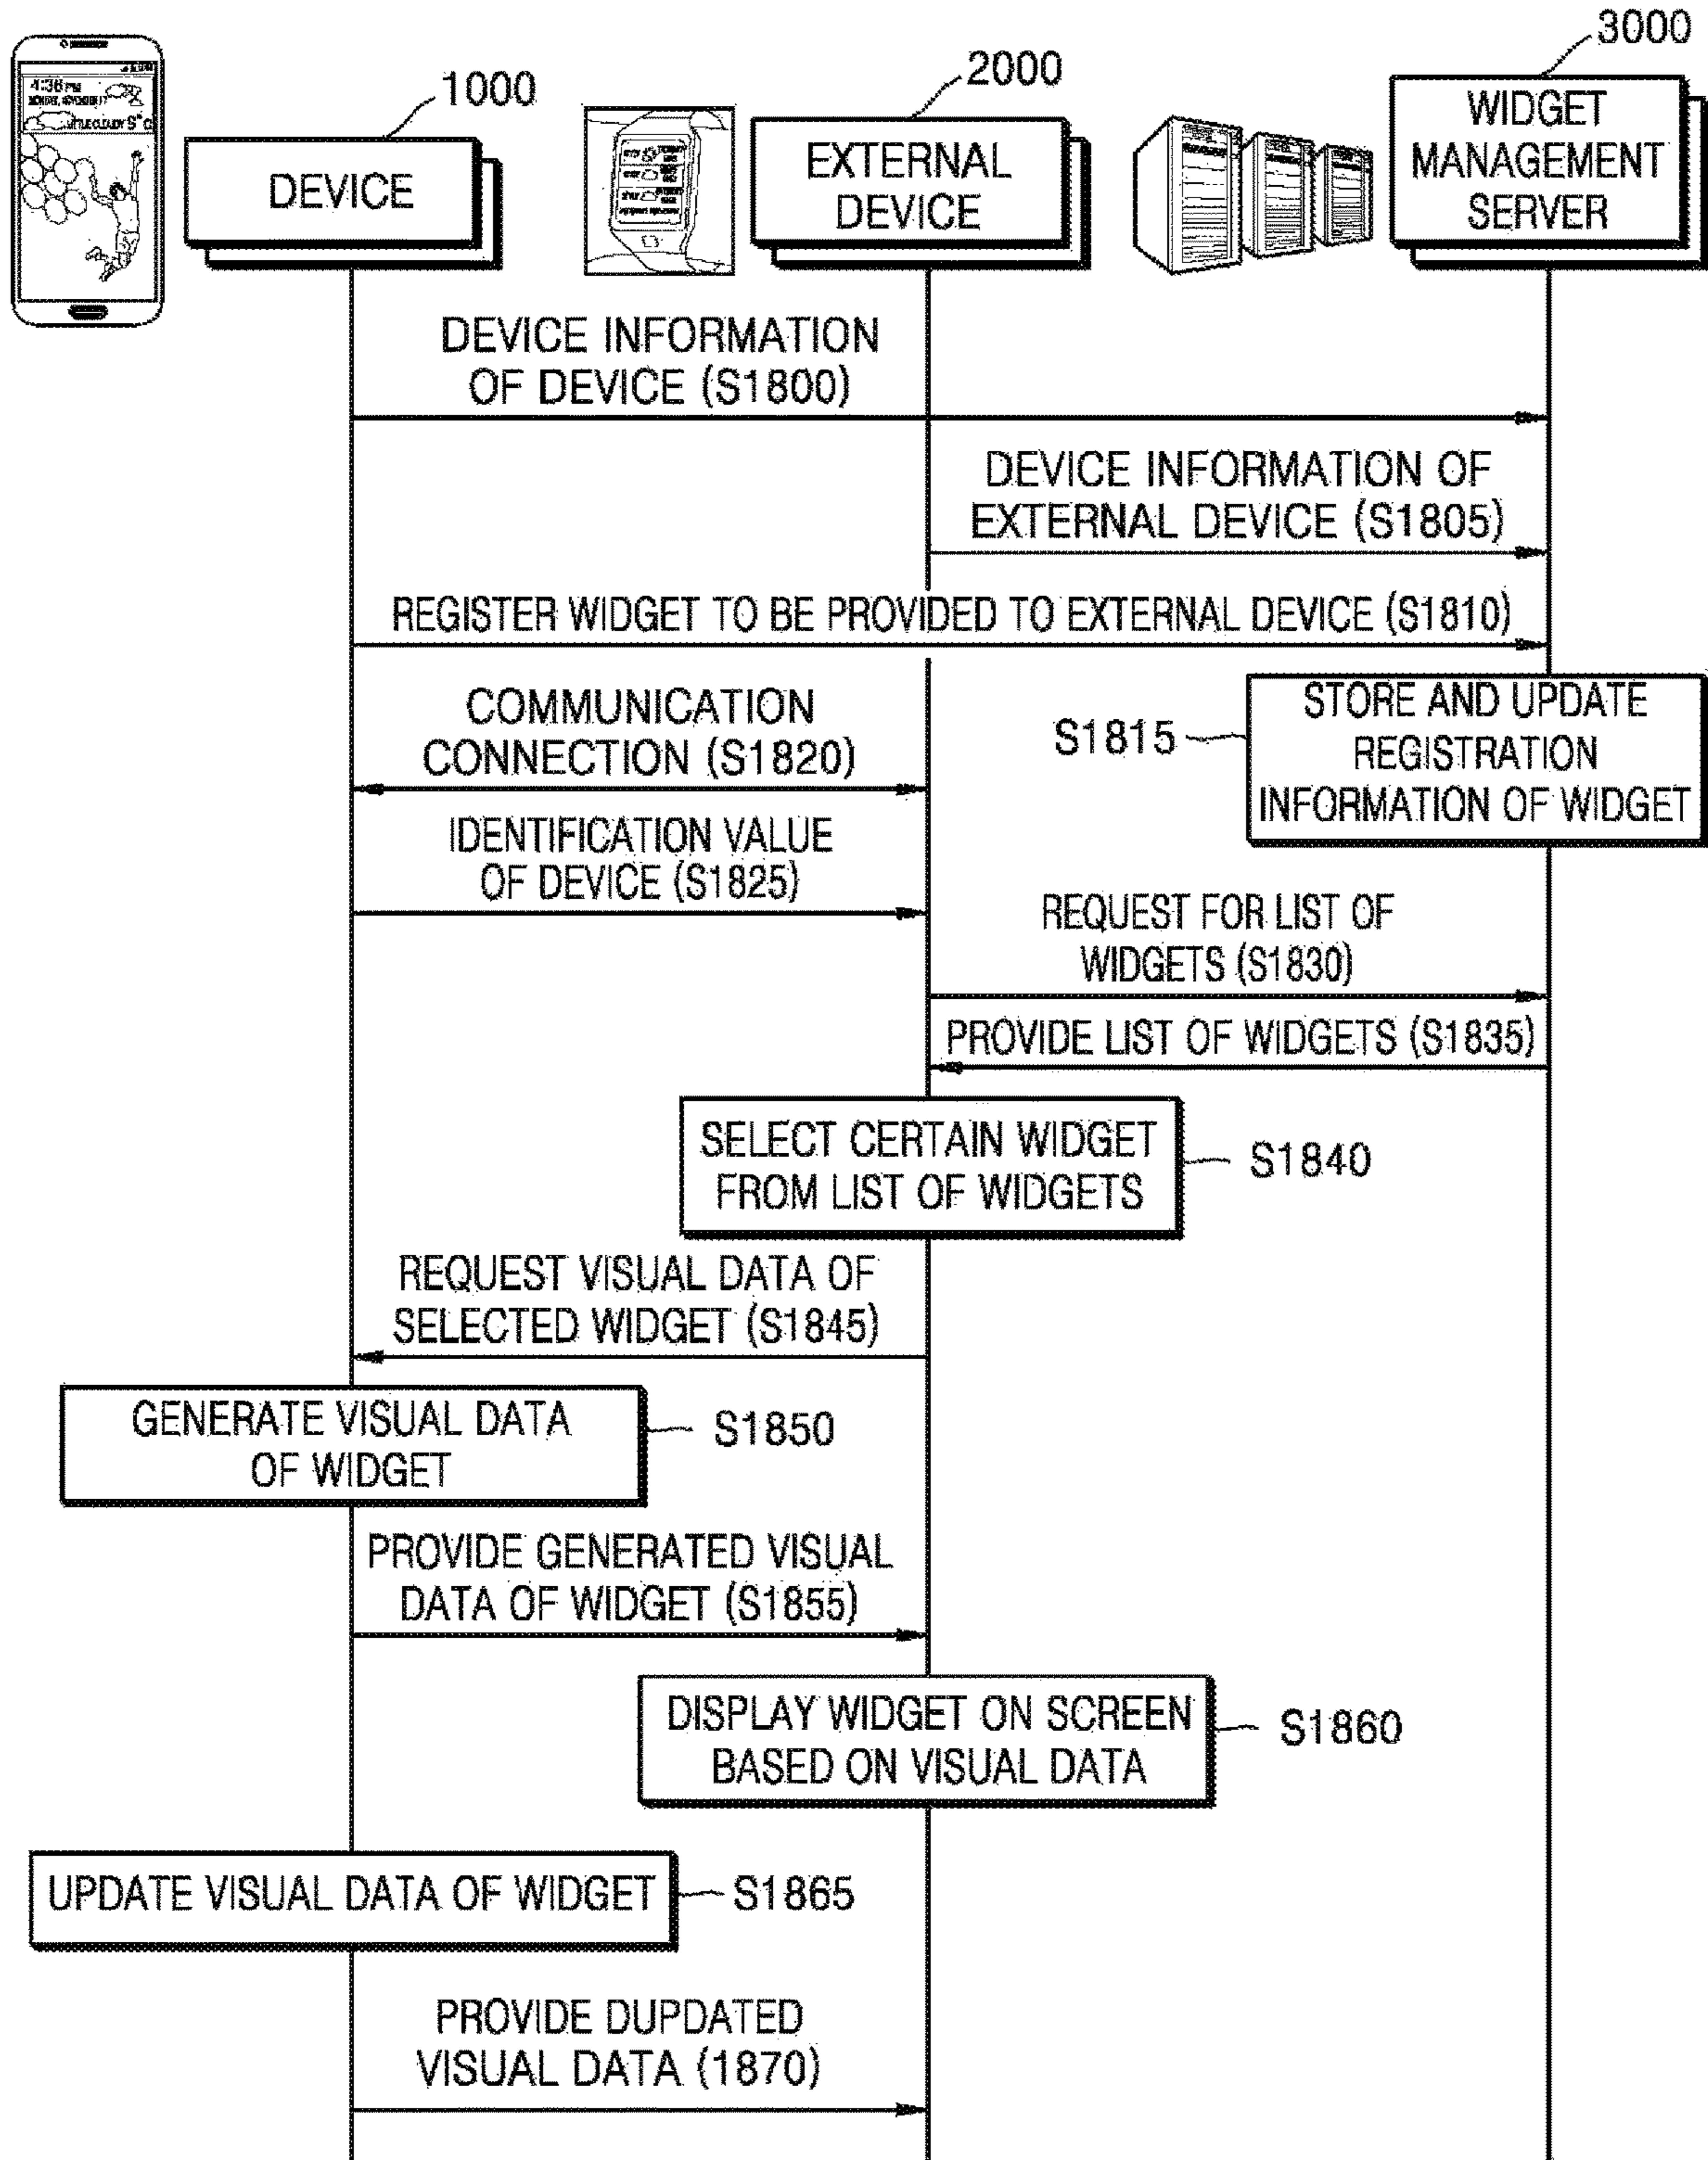 3000
2000
1000
4:36 PM
DEVICE
EXTERNAL
DEVICE
WIDGET
MANAGEMENT
SERVER
DEVICE INFORMATION
OF DEVICE (S1800)
DEVICE INFORMATION OF
EXTERNAL DEVICE (S1805)
REGISTER WIDGET TO BE PROVIDED TO EXTERNAL DEVICE (S1810)
COMMUNICATION
CONNECTION (S1820)
S1815
STORE AND UPDATE
REGISTRATION
INFORMATION OF WIDGET
IDENTIFICATION VALUE
OF DEVICE (S1825)
REQUEST FOR LIST OF
WIDGETS (S1830)
PROVIDE LIST OF WIDGETS (S1835)
SELECT CERTAIN WIDGET
FROM LIST OF WIDGETS
S1840
REQUEST VISUAL DATA OF
SELECTED WIDGET (S1845)
GENERATE VISUAL DATA
OF WIDGET
S1850
PROVIDE GENERATED VISUAL
DATA OF WIDGET (S1855)
DISPLAY WIDGET ON SCREEN
BASED ON VISUAL DATA
S1860
UPDATE VISUAL DATA OF WIDGET
S1865
PROVIDE DUPDATED
VISUAL DATA (1870)